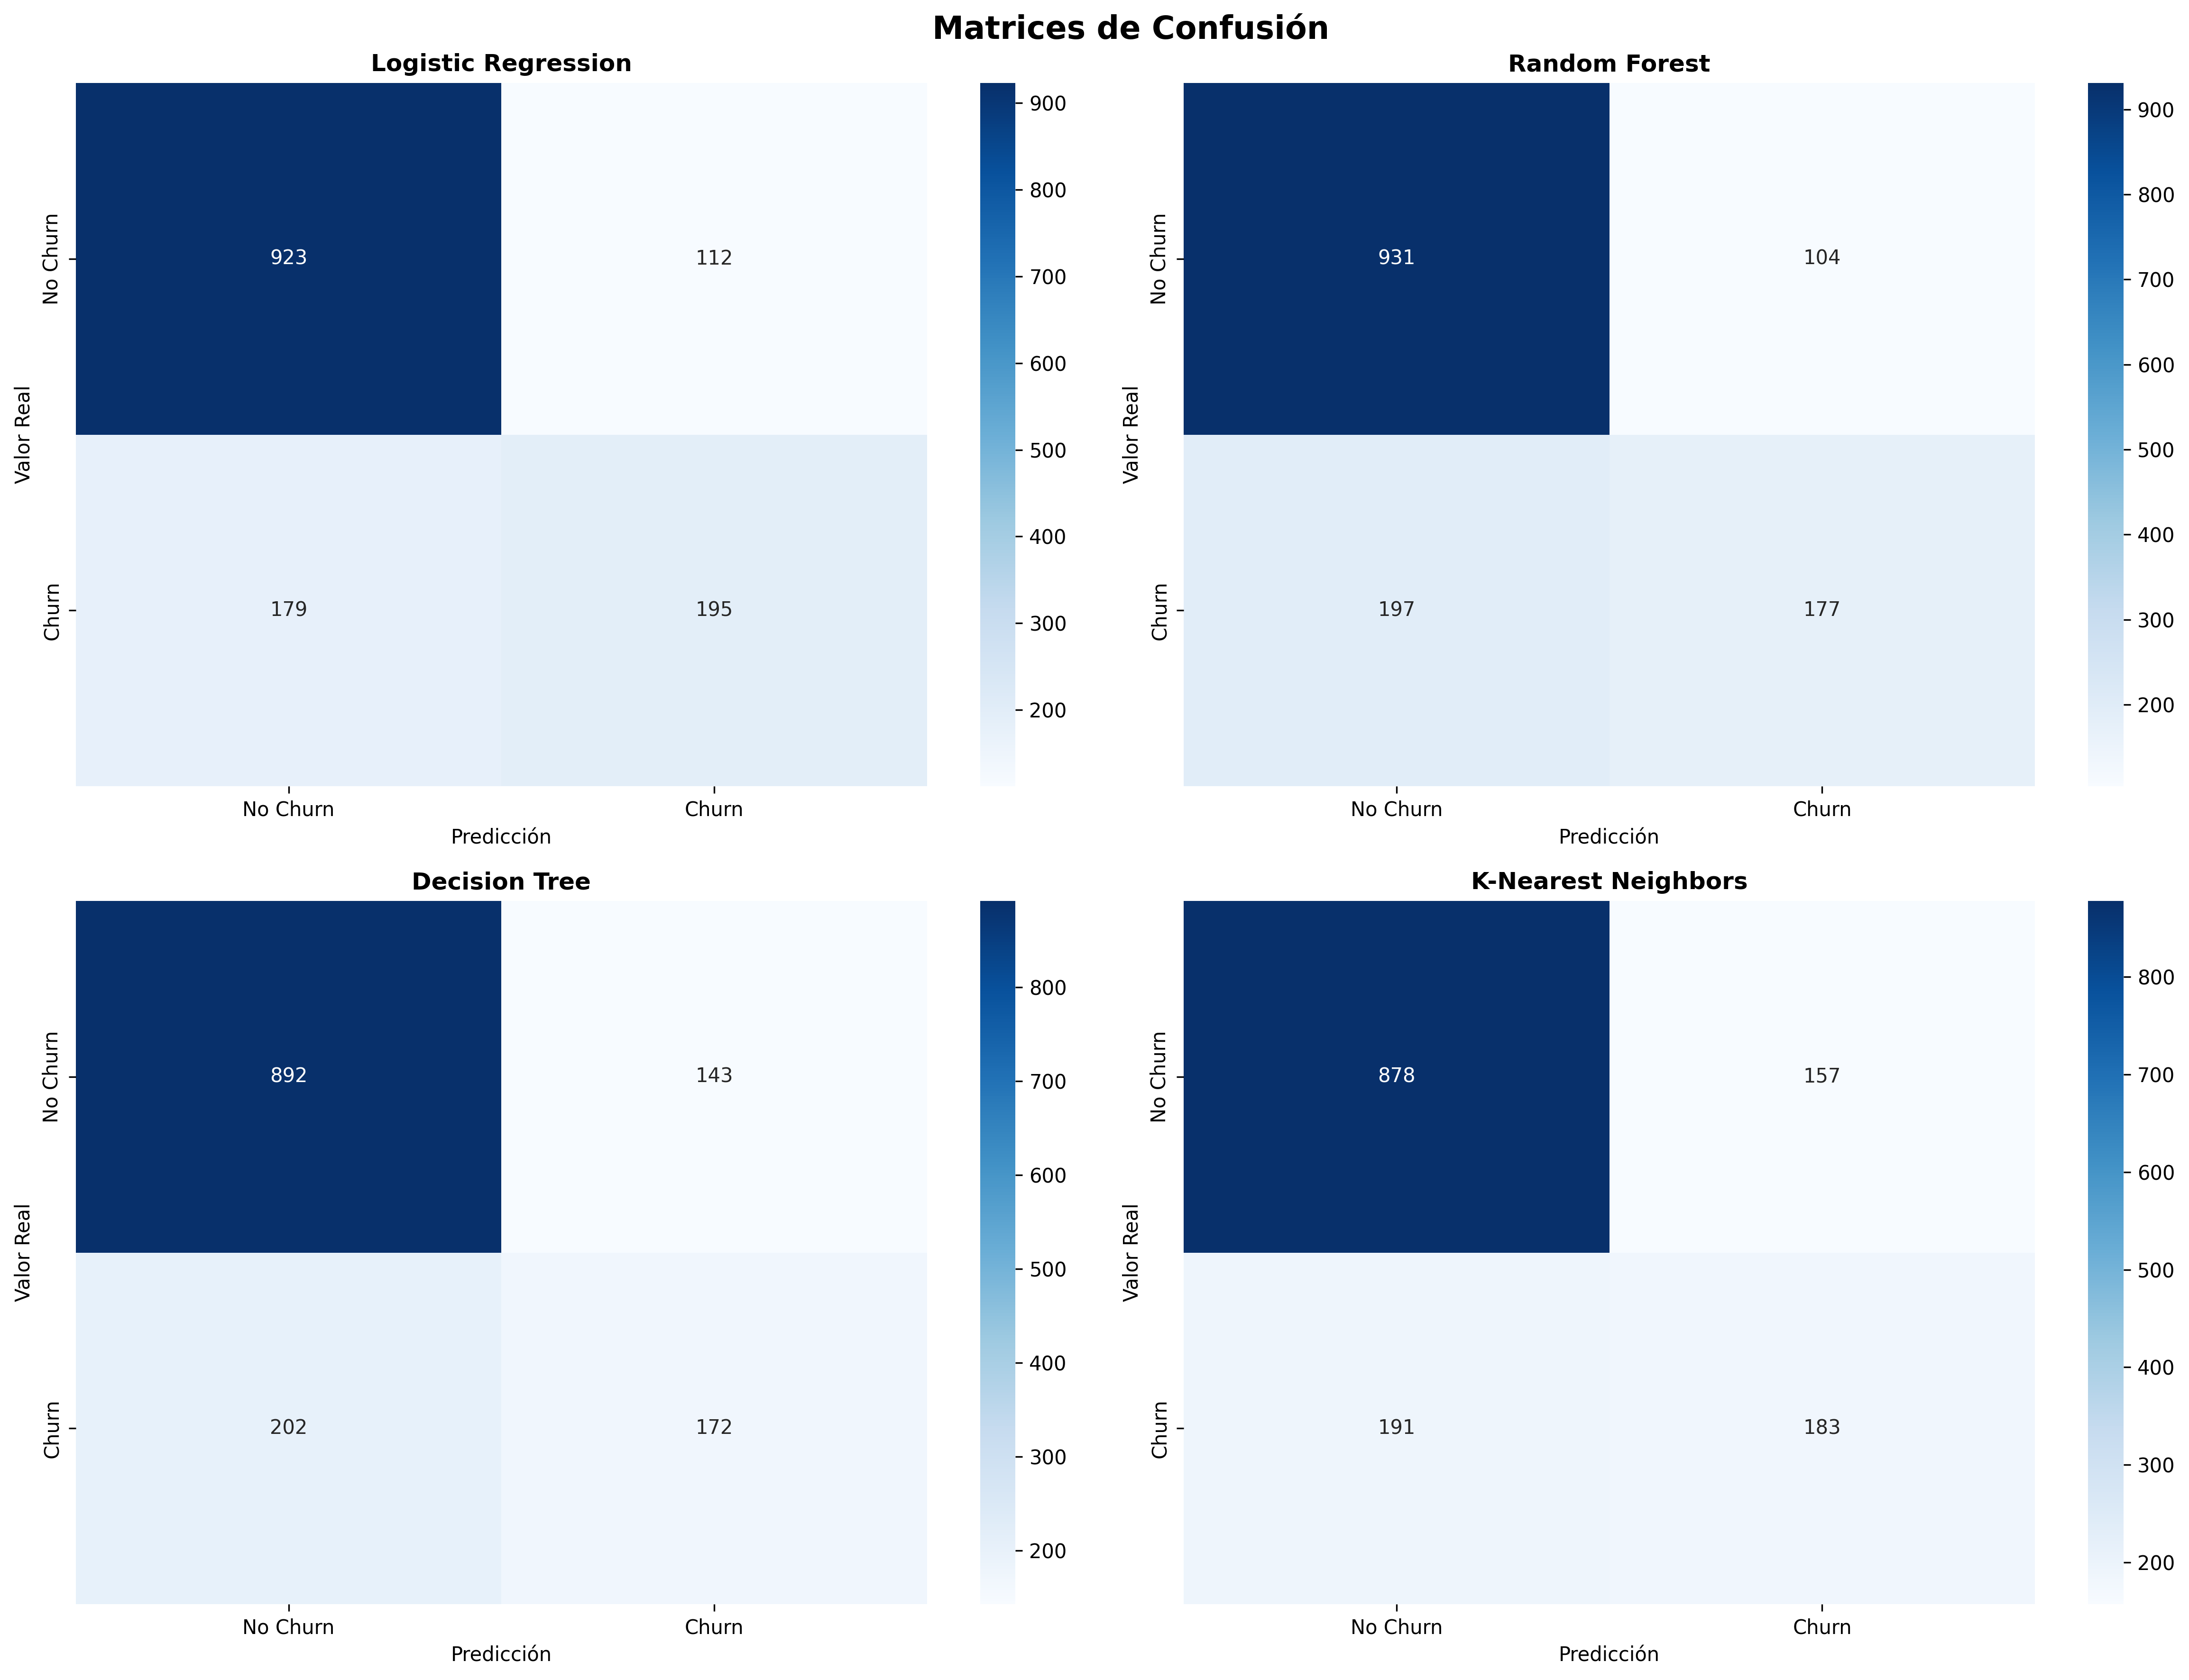 Matrices de Confusión
Logistic Regression
No Churn
Churn
Valor Real
923
112
179
195
No Churn
Churn
Predicción
900
800
700
600
500
400
300
200
Random Forest
No Churn
Churn
Valor Real
931
104
197
177
No Churn
Churn
Predicción
900
800
700
600
500
400
300
200
Decision Tree
No Churn
Churn
Valor Real
892
143
202
172
No Churn
Churn
Predicción
800
700
600
500
400
300
200
K-Nearest Neighbors
No Churn
Churn
Valor Real
878
157
191
183
No Churn
Churn
Predicción
800
700
600
500
400
300
200